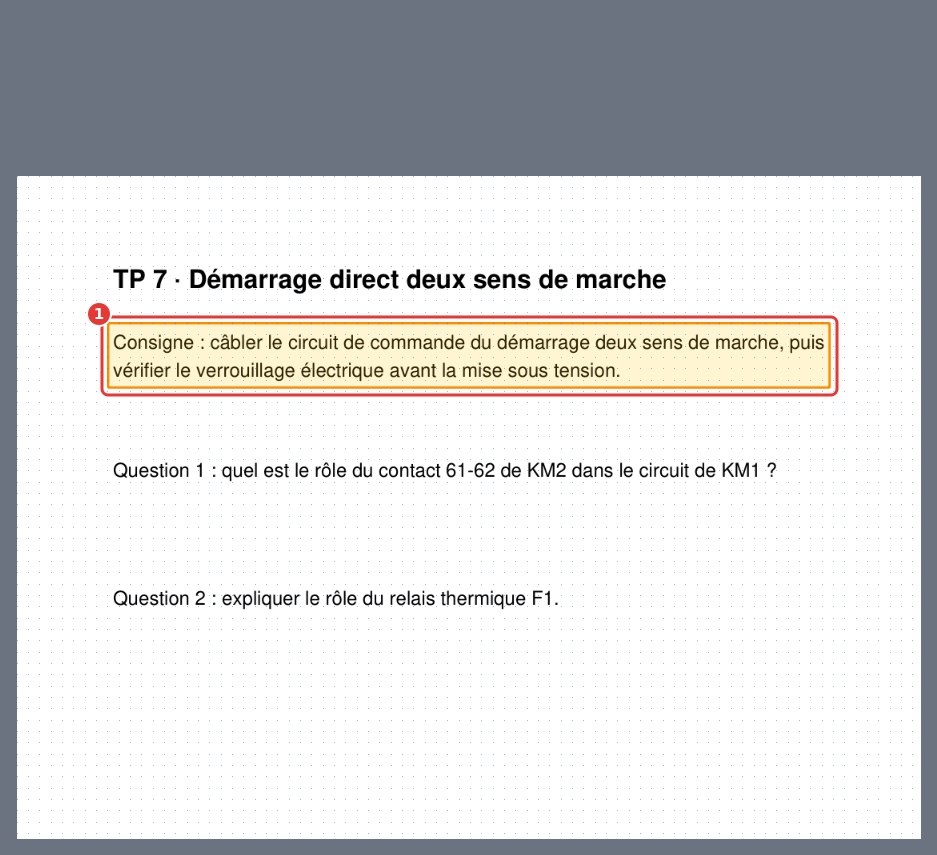 TP 7 · Démarrage direct deux sens de marche
1
Consigne : câbler le circuit de commande du démarrage deux sens de marche, puis
vérifier le verrouillage électrique avant la mise sous tension.
Question 1 : quel est le rôle du contact 61-62 de KM2 dans le circuit de KM1 ?
Question 2 : expliquer le rôle du relais thermique F1.